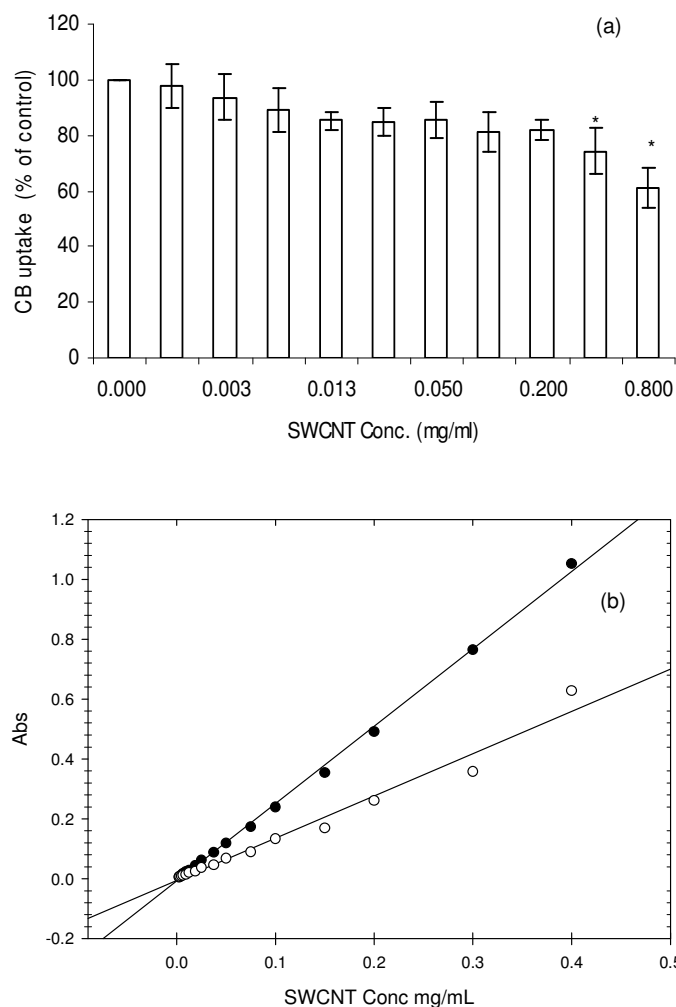 (a)
CB uptake (% of control)
120
100
80
60
40
20
0
*
*
0.000 0.003 0.013 0.050 0.200 0.800
SWCNT Conc. (mg/ml)
(b)
Abs
1.2
1.0
0.8
0.6
0.4
0.2
0.0
-0.2
0.0 0.1 0.2 0.3 0.4 0.5
SWCNT Conc mg/mL